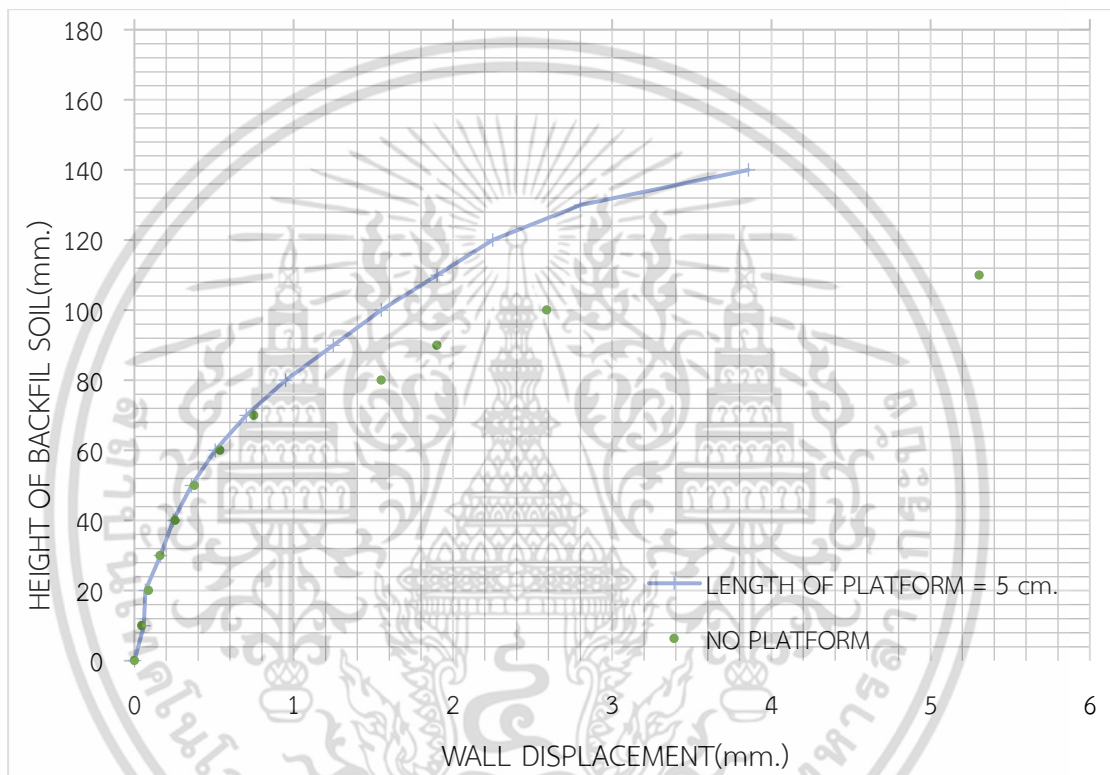 180
160
140
120
100
80
60
40
20
0
HEIGHT OF BACKFIL SOIL(mm.)
LENGTH OF PLATFORM = 5 cm.
NO PLATFORM
0 1 2 3 4 5 6
WALL DISPLACEMENT(mm.)